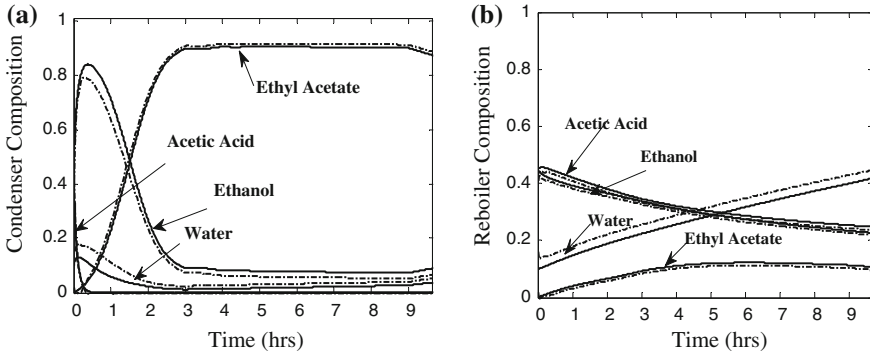 (a)
1
0.8
0.6
0.4
0.2
0
Condenser Composition
Ethyl Acetate
Acetic Acid
Ethanol
Water
0 1 2 3 4 5 6 7 8 9
Time (hrs)
(b)
1
0.8
0.6
0.4
0.2
0
Reboiler Composition
Acetic Acid
Ethanol
Water
Ethyl Acetate
0 1 2 3 4 5 6 7 8 9
Time (hrs)